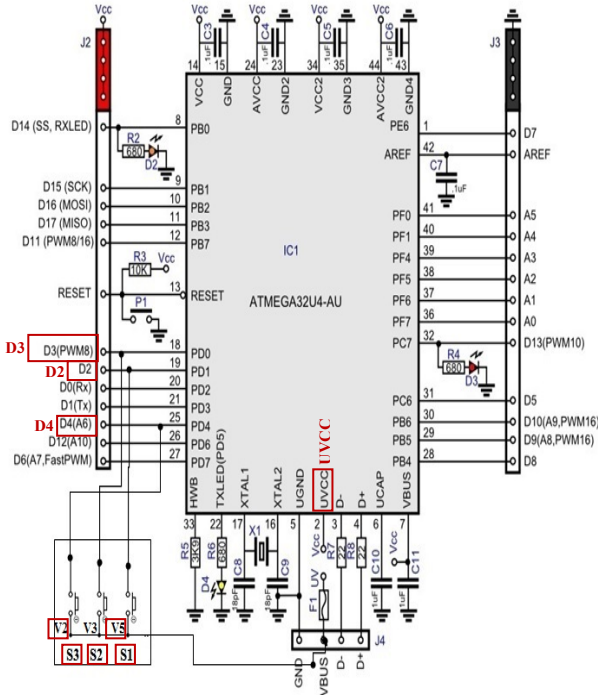 Vcc Vcc Vcc Vcc Vcc
J2 C3 .1uF C4 .1uF C5 .1uF C6 .1uF J3
14 15 24 23 34 35 44 43
VCC GND AVCC GND2 VCC2 GND3 AVCC2 GND4
D14 (SS, RXLED) 8 PB0 PE6 1 D7
R2 680 D2
AREF 42 AREF
C7 .1uF
D15 (SCK) 9 PB1
D16 (MOSI) 10 PB2 PF0 41 A5
D17 (MISO) 11 PB3 PF1 40 A4
D11 (PWM8/16) 12 PB7 PF4 39 A3
IC1
R3 10K Vcc PF5 38 A2
RESET 13 RESET ATMEGA32U4-AU PF6 37 A1
P1 PF7 36 A0
PC7 32 D13(PWM10)
D3 D3(PWM8) 18 PD0
R4 680 D3
D2 D2 19 PD1
D0(Rx) 20 PD2
D1(Tx) 21 PD3 PC6 31 D5
D4 D4(A6) 25 PD4 PB6 30 D10(A9,PWM16)
D12(A10) 26 PD6 PB5 29 D9(A8,PWM16)
D6(A7,FastPWM) 27 PD7 PB4 28 D8
UVCC
HWB TXLED(PD5) XTAL1 XTAL2 UGND UVCC D- D+ UCAP VBUS
33 22 17 16 5 2 3 4 6 7
R5 3K9 R6 680 X1 Vcc R7 22 R8 22 Vcc
D4 C8 18pF C9 18pF F1 UV C10 1uF C11 .1uF
V2 V3 V5
J4
S3 S2 S1
GND VBUS D- D+